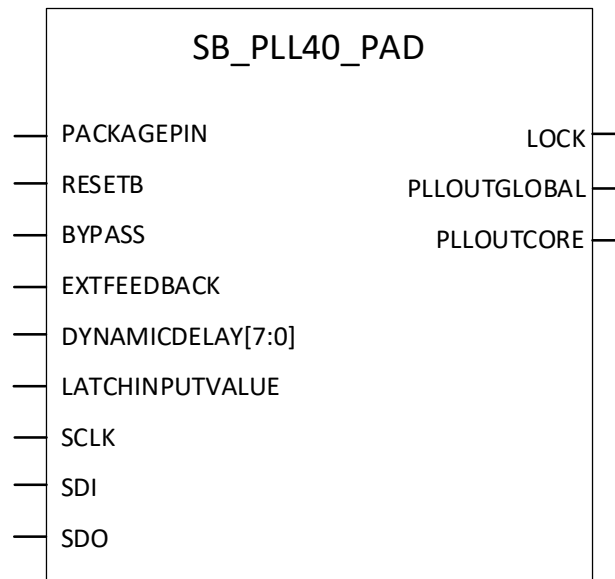 SB_PLL40_PAD
PACKAGEPIN
RESETB
BYPASS
EXTFEEDBACK
DYNAMICDELAY[7:0]
LATCHINPUTVALUE
SCLK
SDI
SDO
LOCK
PLLOUTGLOBAL
PLLOUTCORE